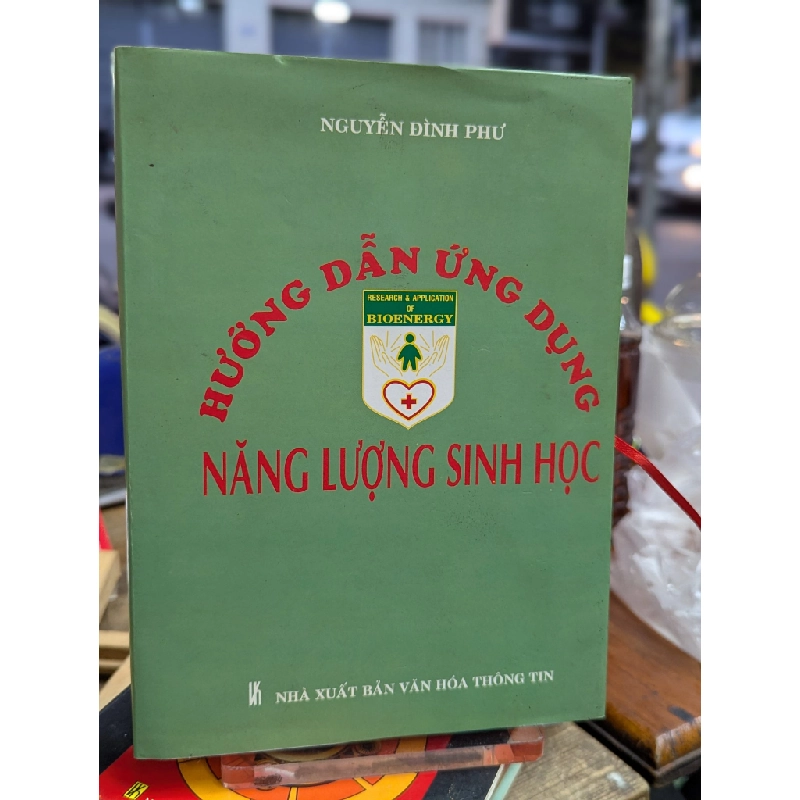 NGUYỄN ĐÌNH PHƯ
HƯỚNG DẪN ỨNG DỤNG
RESEARCH & APPLICATION
OF
BIOENERGY
NĂNG LƯỢNG SINH HỌC
NHÀ XUẤT BẢN VĂN HÓA THÔNG TIN